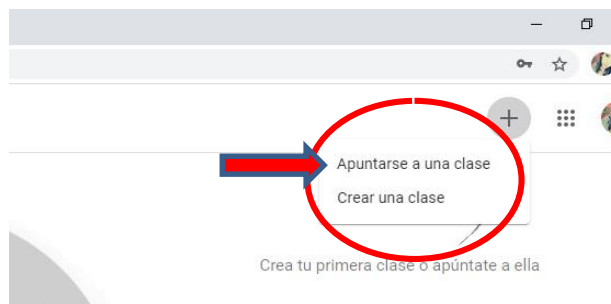 Apuntarse a una clase
Crear una clase
Crea tu primera clase o apúntate a ella